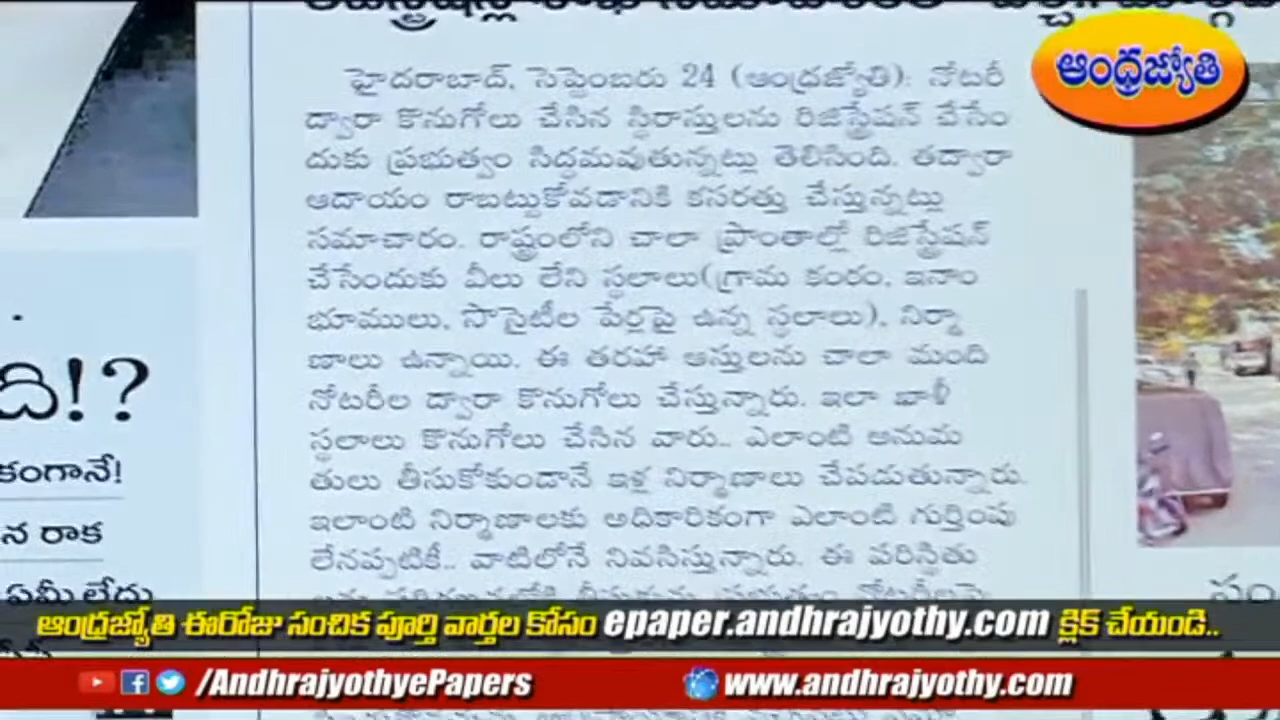 ఆంధ్రజ్యోతి
హైదరాబాద్, సెప్టెంబరు 24 (ఆంధ్రజ్యోతి): నోటరీ
ద్వారా కొనుగోలు చేసిన స్థిరాస్తులను రిజిస్ట్రేషన్ చేసేం
దుకు ప్రభుత్వం సిద్ధమవుతున్నట్లు తెలిసింది. తద్వారా
ఆదాయం రాబట్టుకోవడానికి కసరత్తు చేస్తున్నట్లు
సమాచారం. రాష్ట్రంలోని చాలా ప్రాంతాల్లో రిజిస్ట్రేషన్
చేసేందుకు వీలు లేని స్థలాలు(గ్రామ కంఠం, ఇనాం
భూములు, సొసైటీల పేర్లపై ఉన్న స్థలాలు), నిర్మా
ణాలు ఉన్నాయి. ఈ తరహా ఆస్తులను చాలా మంది
నోటరీల ద్వారా కొనుగోలు చేస్తున్నారు. ఇలా ఖాళీ
స్థలాలు కొనుగోలు చేసిన వారు.. ఎలాంటి అనుమ
తులు తీసుకోకుండానే ఇళ్ల నిర్మాణాలు చేపడుతున్నారు.
ఇలాంటి నిర్మాణాలకు అధికారికంగా ఎలాంటి గుర్తింపు
లేనప్పటికీ.. వాటిలోనే నివసిస్తున్నారు. ఈ పరిస్థితు
ది!?
కంగానే!
న రాక
ఏమీ లేదు
సం
ఆంధ్రజ్యోతి ఈరోజు సంచిక పూర్తి వార్తల కోసం epaper.andhrajyothy.com క్లిక్ చేయండి..
/AndhrajyothyePapers www.andhrajyothy.com